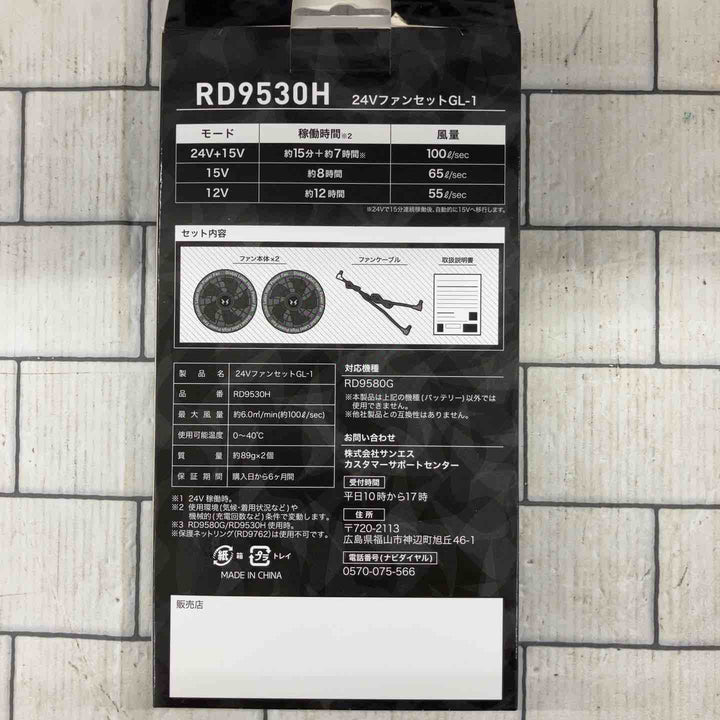 RD9530H 24VファンセットGL-1
モード 稼働時間※2 風量
24V+15V 約15分+約7時間※ 100ℓ/sec
15V 約8時間 65ℓ/sec
12V 約12時間 55ℓ/sec
※24Vで15分連続稼働後、自動的に15Vへ移行します。
セット内容
ファン本体×2 ファンケーブル 取扱説明書
製品名 24VファンセットGL-1
品番 RD9530H
最大風量 約6.0㎥/min(約100ℓ/sec)
使用可能温度 0〜40℃
質量 約89g×2個
保証期間 購入日から6ヶ月間
※1 24V 稼働時。
※2 使用環境(気候・着用状況など)や
機械的(充電回数など)条件で変動します。
※3 RD9580G/RD9530H 使用時。
※保護ネットリング(RD9762)は使用不可です。
紙 箱 プラ トレイ
MADE IN CHINA
対応機種
RD9580G
※本製品は上記の機種(バッテリー)以外では
使用できません。
※他社製品との互換性はありません。
お問い合わせ
株式会社サンエス
カスタマーサポートセンター
受付時間
平日10時から17時
住所
〒720-2113
広島県福山市神辺町旭丘46-1
電話番号(ナビダイヤル)
0570-075-566
販売店